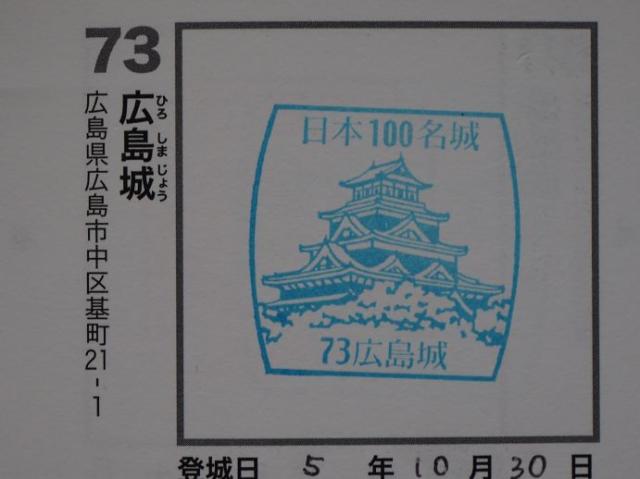 73
広島城
ひろ しま じょう
広島県広島市中区基町21-1
日本100名城
73広島城
登城日 5 年 10 月 30 日